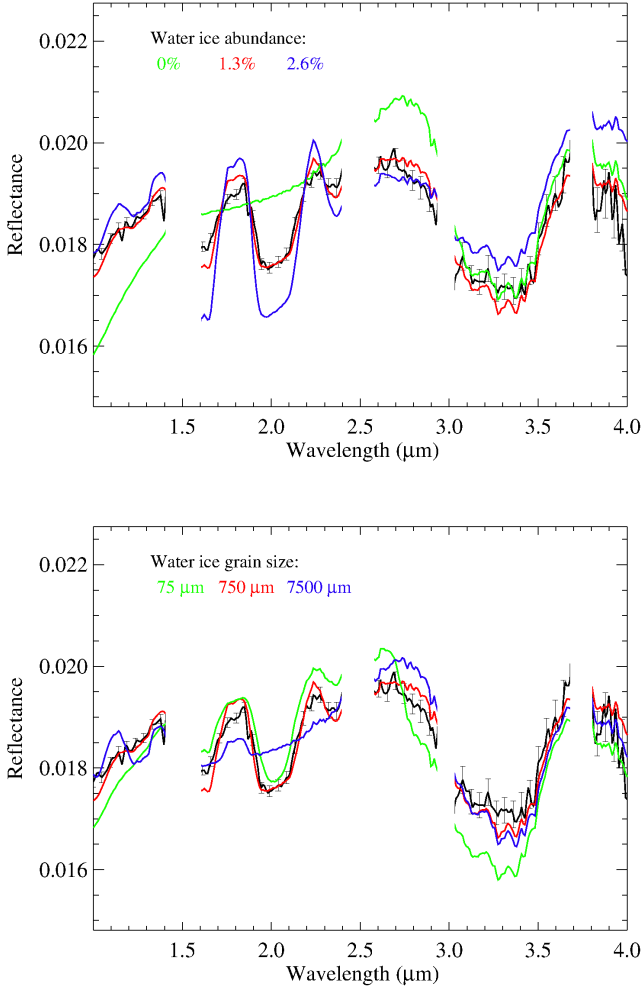 0.022
0.020
0.018
0.016
Reflectance
Water ice abundance:
0% 1.3% 2.6%
1.5 2.0 2.5 3.0 3.5 4.0
Wavelength (μm)
0.022
0.020
0.018
0.016
Reflectance
Water ice grain size:
75 μm 750 μm 7500 μm
1.5 2.0 2.5 3.0 3.5 4.0
Wavelength (μm)